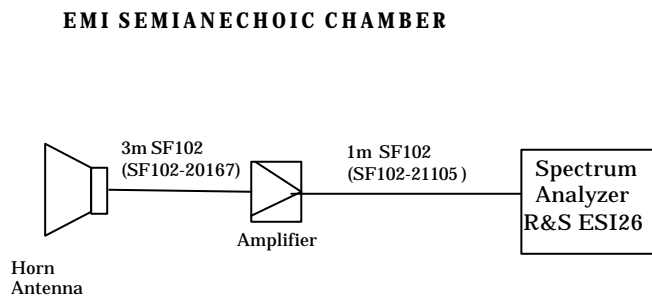 EMI SEMIANECHOIC CHAMBER
3m SF102
(SF102-20167)
1m SF102
(SF102-21105)
Spectrum
Analyzer
R&S ESI26
Amplifier
Horn
Antenna